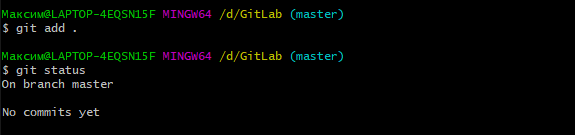 Максим@LAPTOP-4EQSN15F MINGW64 /d/GitLab (master)
$ git add .
Максим@LAPTOP-4EQSN15F MINGW64 /d/GitLab (master)
$ git status
On branch master
No commits yet